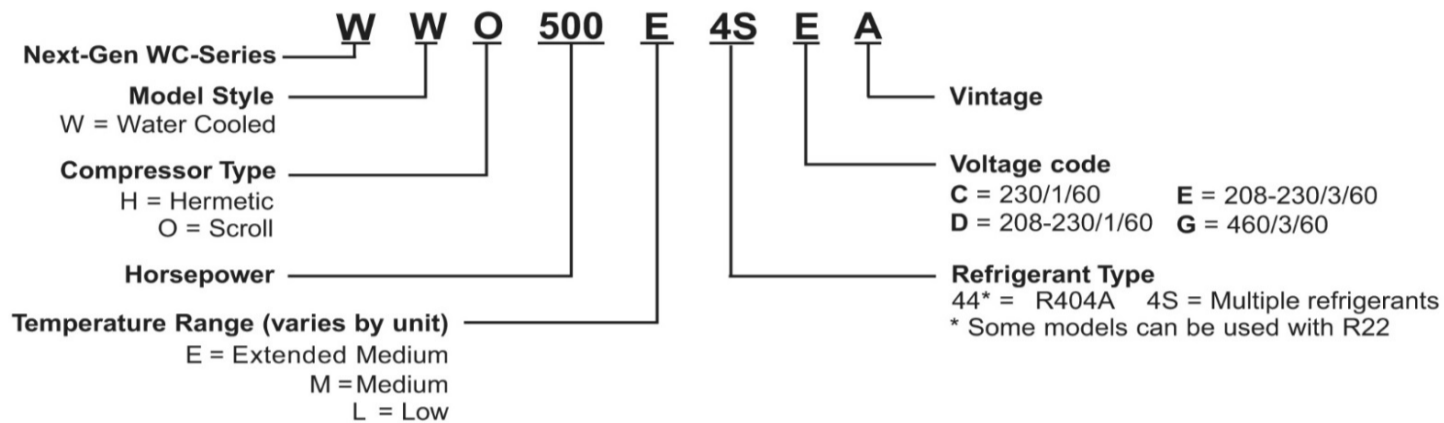 W W O 500 E 4S E A
Next-Gen WC-Series
Model Style
W = Water Cooled
Compressor Type
H = Hermetic
O = Scroll
Horsepower
Temperature Range (varies by unit)
E = Extended Medium
M =Medium
L = Low
Vintage
Voltage code
C = 230/1/60 E = 208-230/3/60
D = 208-230/1/60 G = 460/3/60
Refrigerant Type
44* = R404A 4S = Multiple refrigerants
* Some models can be used with R22